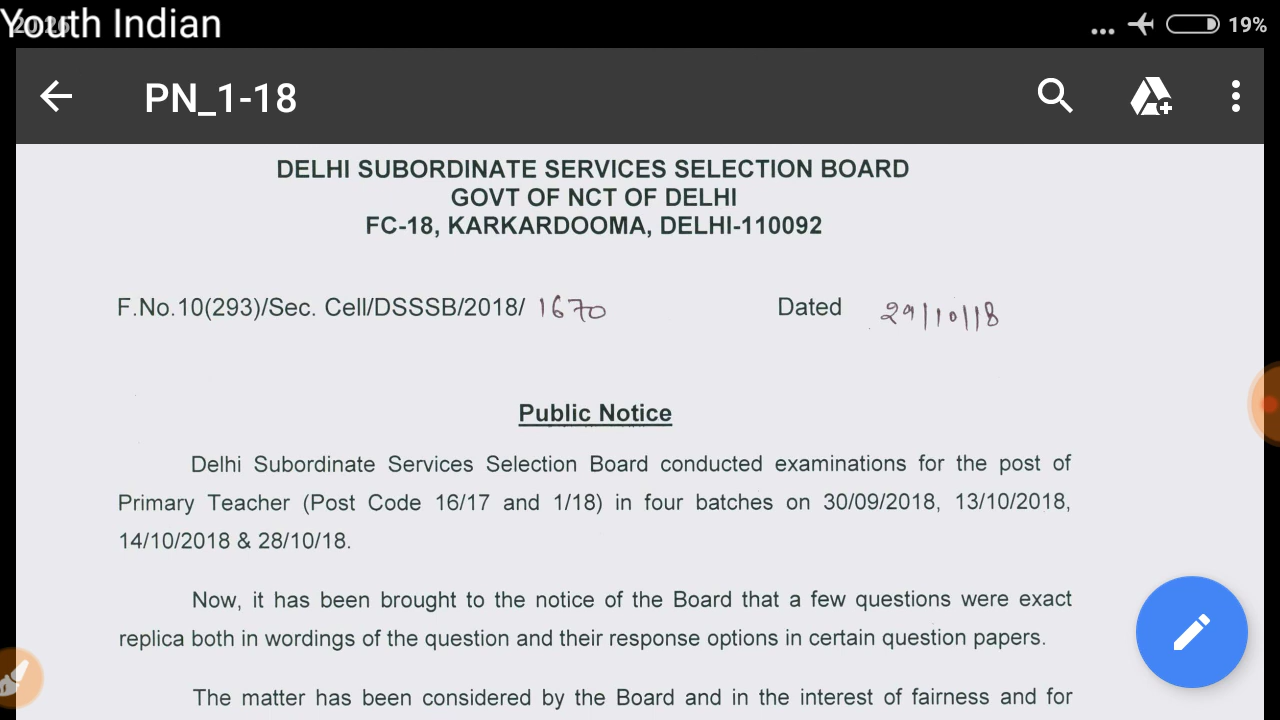 Youth Indian
19%
PN_1-18
DELHI SUBORDINATE SERVICES SELECTION BOARD
GOVT OF NCT OF DELHI
FC-18, KARKARDOOMA, DELHI-110092
F.No.10(293)/Sec. Cell/DSSSB/2018/ 1670 Dated 29/10/18
Public Notice
Delhi Subordinate Services Selection Board conducted examinations for the post of
Primary Teacher (Post Code 16/17 and 1/18) in four batches on 30/09/2018, 13/10/2018,
14/10/2018 & 28/10/18.
Now, it has been brought to the notice of the Board that a few questions were exact
replica both in wordings of the question and their response options in certain question papers.
The matter has been considered by the Board and in the interest of fairness and for